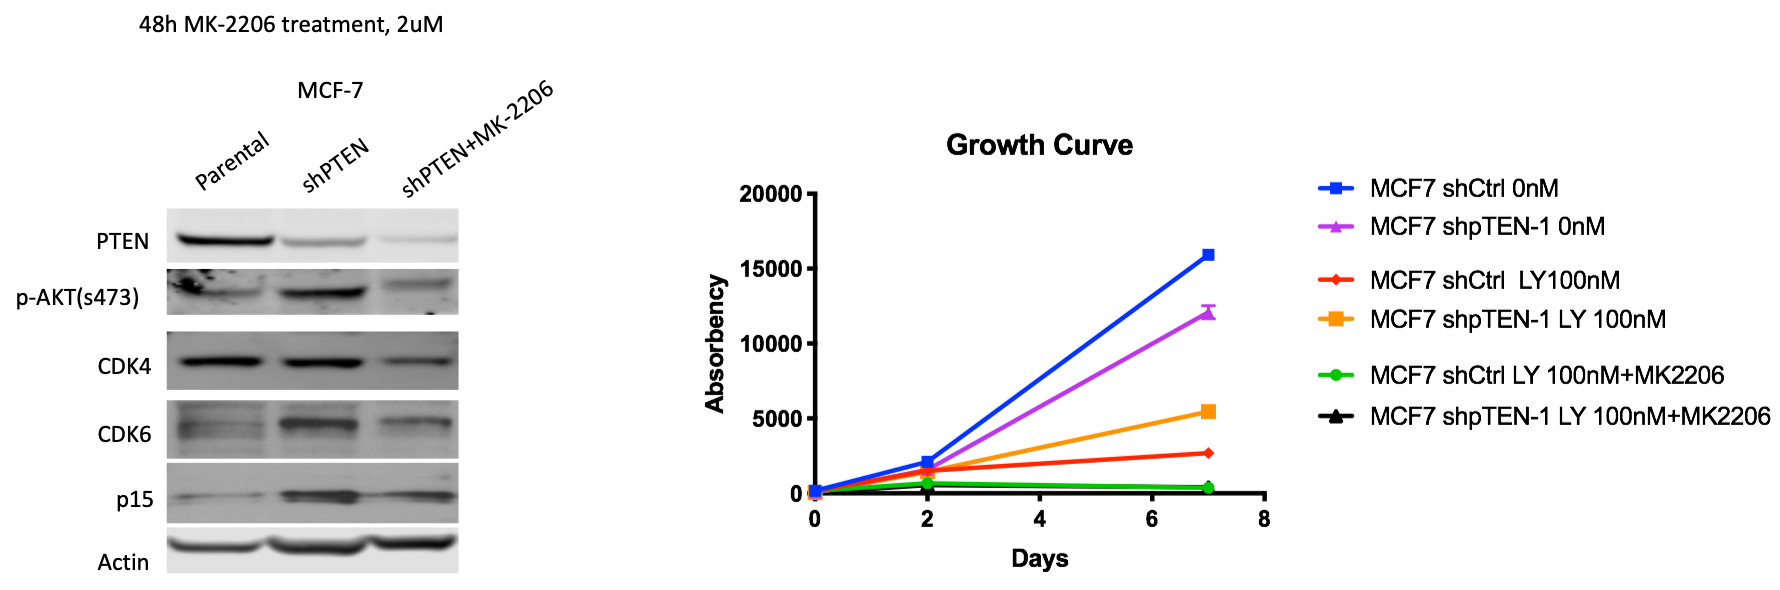 48h MK-2206 treatment, 2uM
MCF-7
Parental
shPTEN
shPTEN+MK-2206
PTEN
p-AKT(s473)
CDK4
CDK6
p15
Actin
Growth Curve
Absorbency
20000
15000
10000
5000
0
0 2 4 6 8
Days
MCF7 shCtrl 0nM
MCF7 shpTEN-1 0nM
MCF7 shCtrl LY100nM
MCF7 shpTEN-1 LY 100nM
MCF7 shCtrl LY 100nM+MK2206
MCF7 shpTEN-1 LY 100nM+MK2206